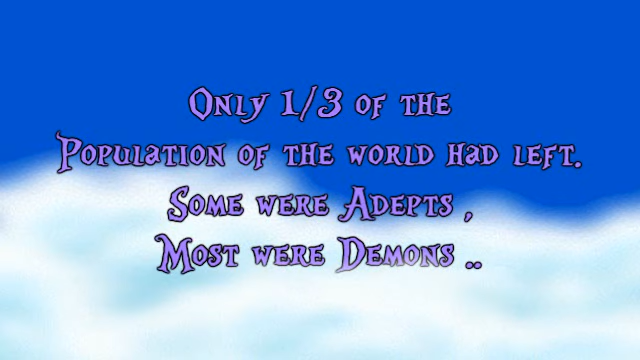 Only 1/3 of the
Population of the world had left.
Some were Adepts ,
Most were Demons ..